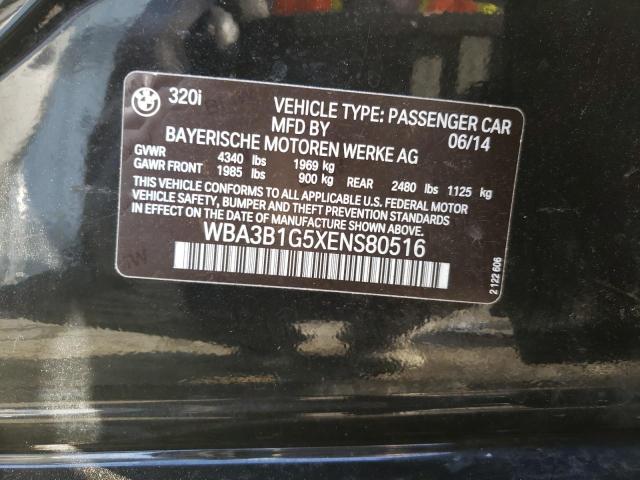 320i
VEHICLE TYPE: PASSENGER CAR
MFD BY 06/14
BAYERISCHE MOTOREN WERKE AG
GVWR 4340 lbs 1969 kg
GAWR FRONT 1985 lbs 900 kg REAR 2480 lbs 1125 kg
THIS VEHICLE CONFORMS TO ALL APPLICABLE U.S. FEDERAL MOTOR
VEHICLE SAFETY, BUMPER AND THEFT PREVENTION STANDARDS
IN EFFECT ON THE DATE OF MANUFACTURE SHOWN ABOVE.
WBA3B1G5XENS80516
2 122 606